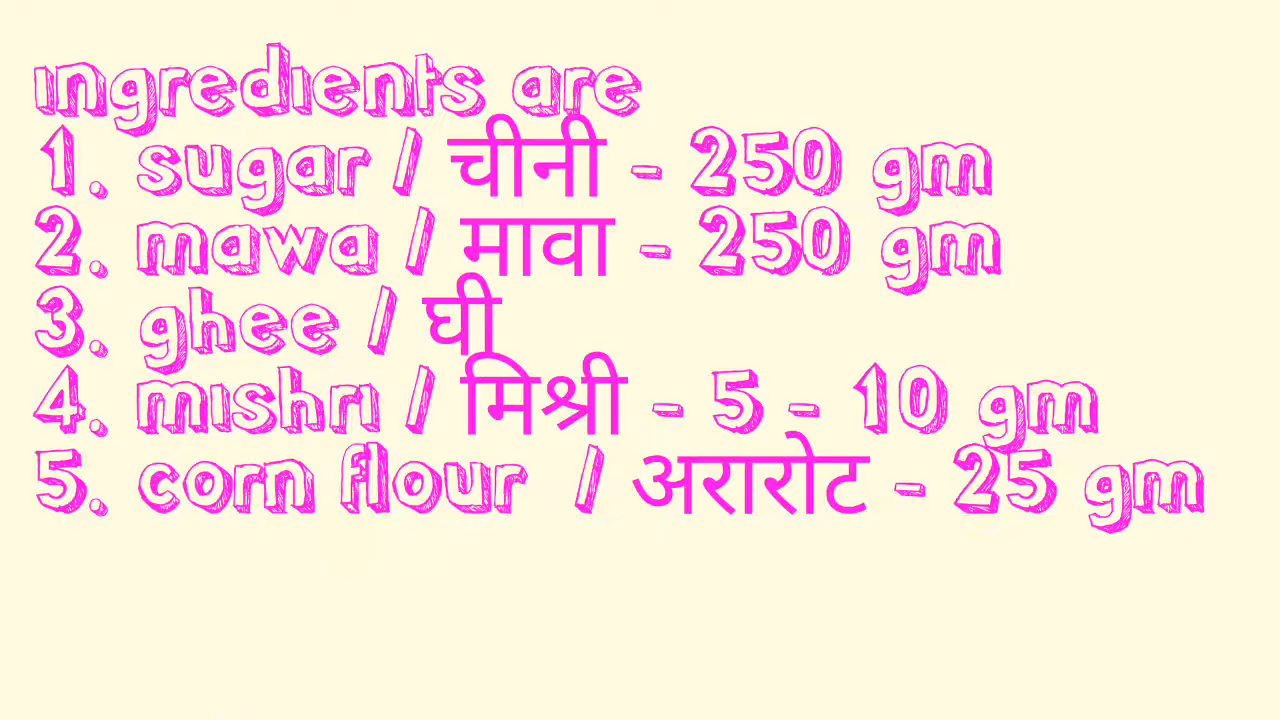 ingredients are
1. sugar / चीनी - 250 gm
2. mawa / मावा - 250 gm
3. ghee / घी
4. mishri / मिश्री - 5 - 10 gm
5. corn flour / अरारोट - 25 gm